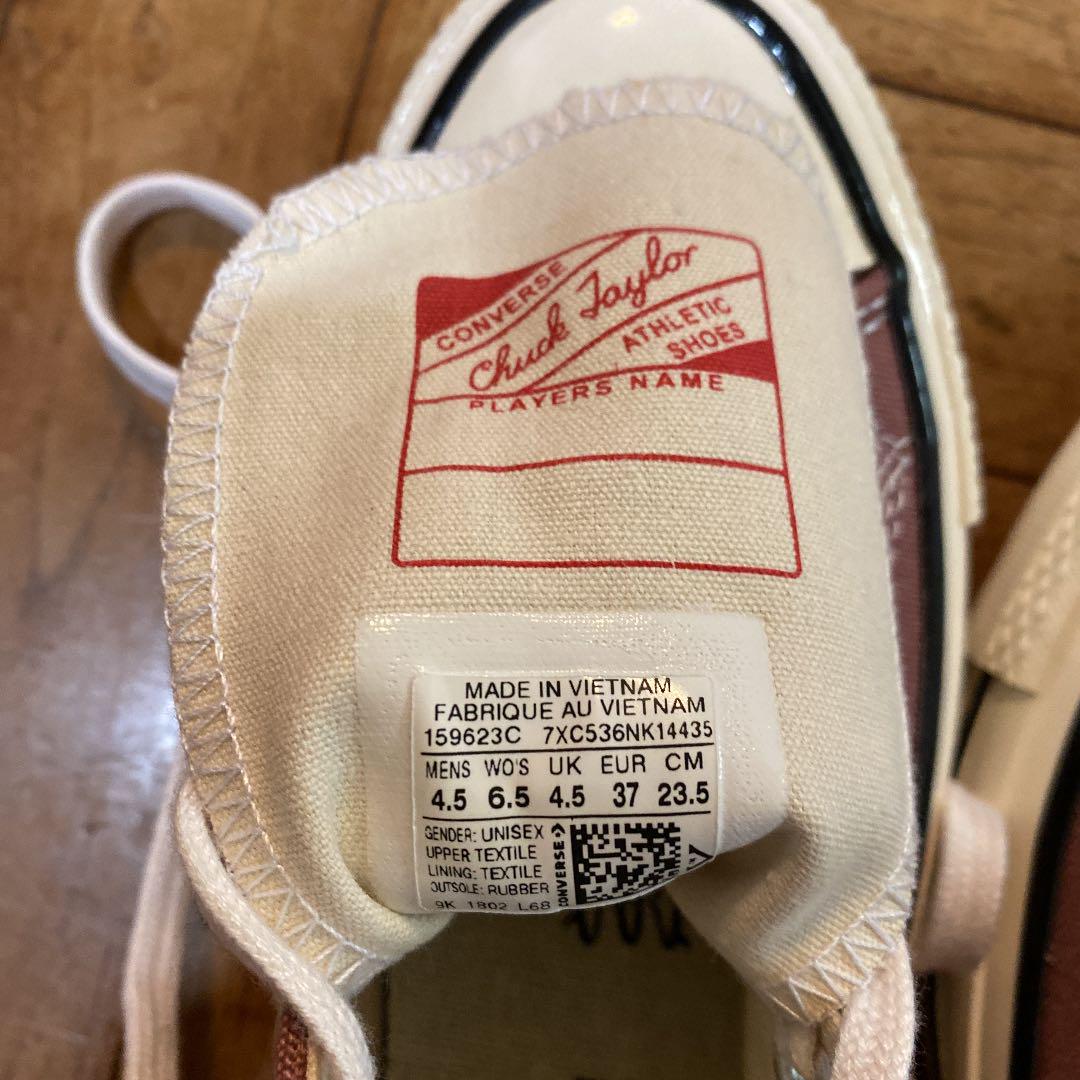 CONVERSE
Chuck Taylor
ATHLETIC
SHOES
PLAYERS NAME
MADE IN VIETNAM
FABRIQUE AU VIETNAM
159623C 7XC536NK14435
MENS WO'S UK EUR CM
4.5 6.5 4.5 37 23.5
GENDER: UNISEX
UPPER TEXTILE
LINING: TEXTILE
OUTSOLE: RUBBER
9K 1802 L68
CONVERSE